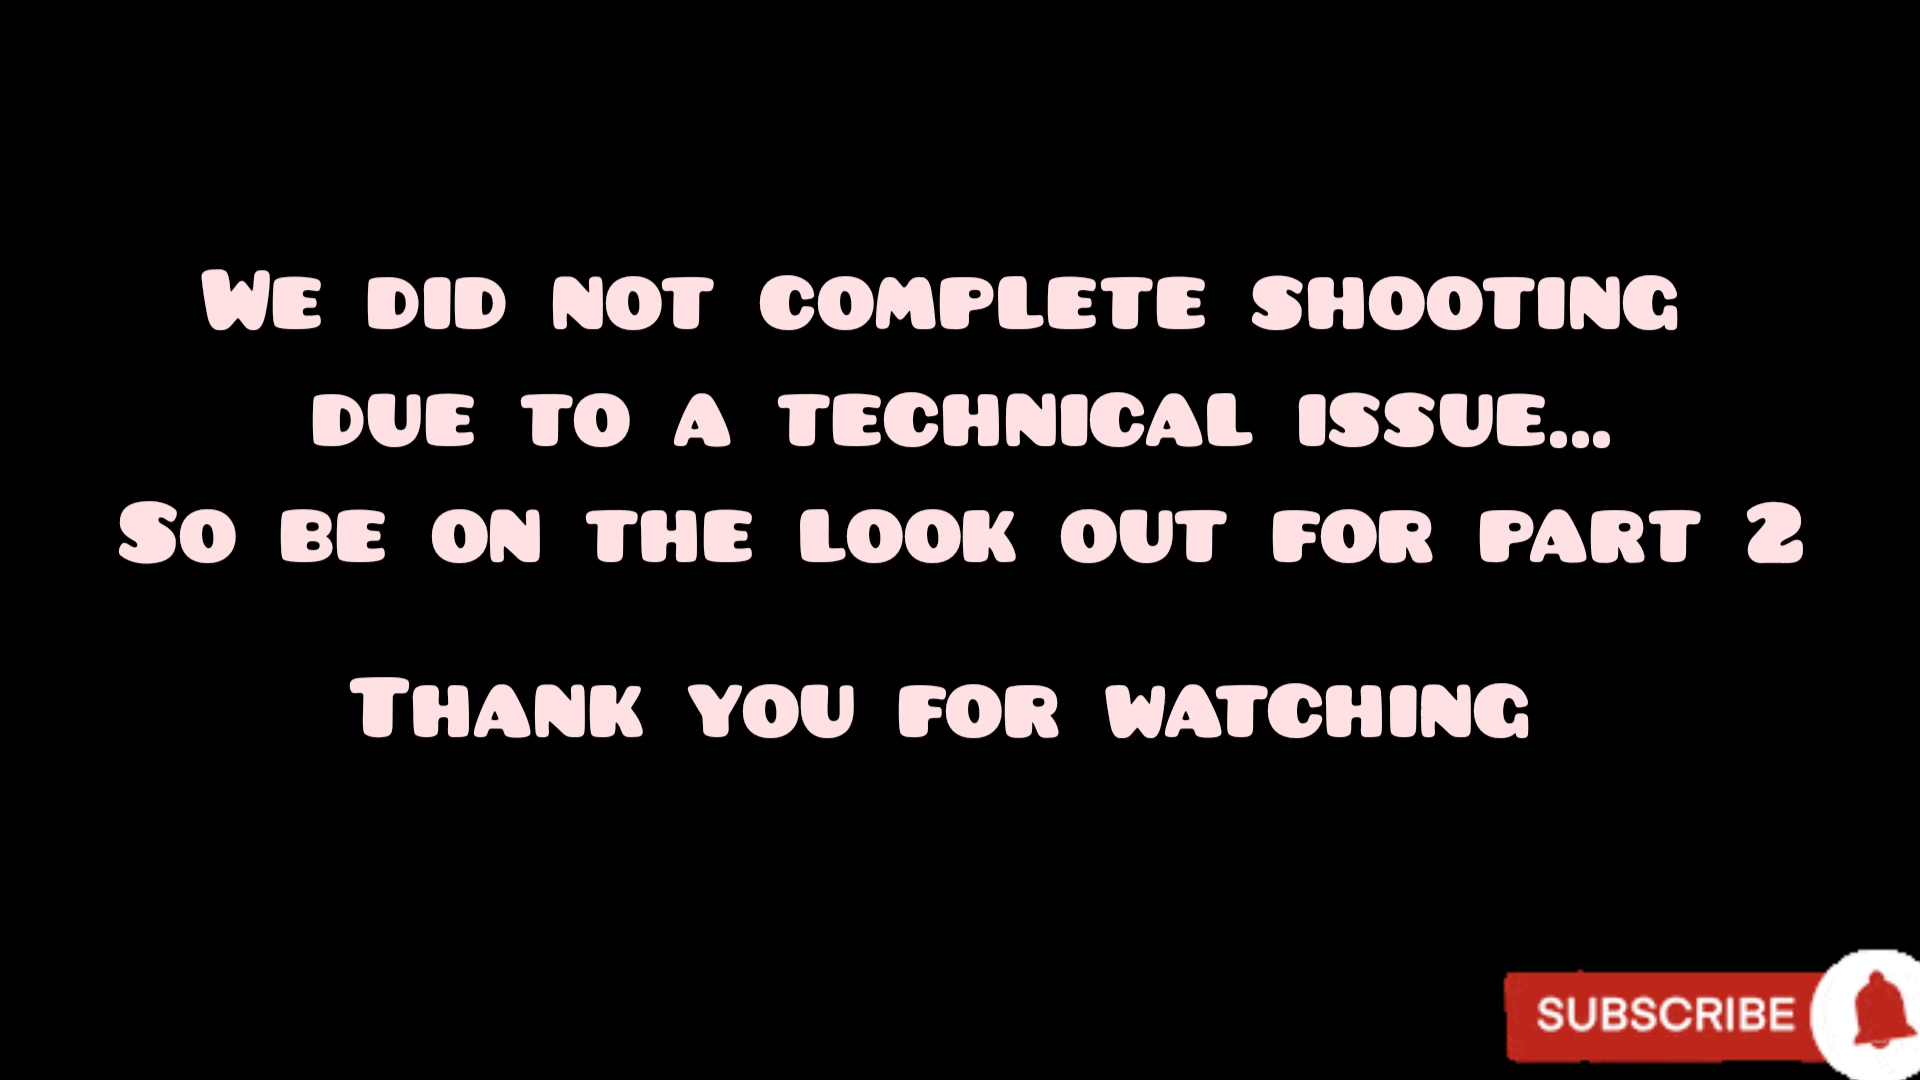 We did not complete shooting
due to a technical issue...
So be on the look out for part 2
Thank you for watching
SUBSCRIBE